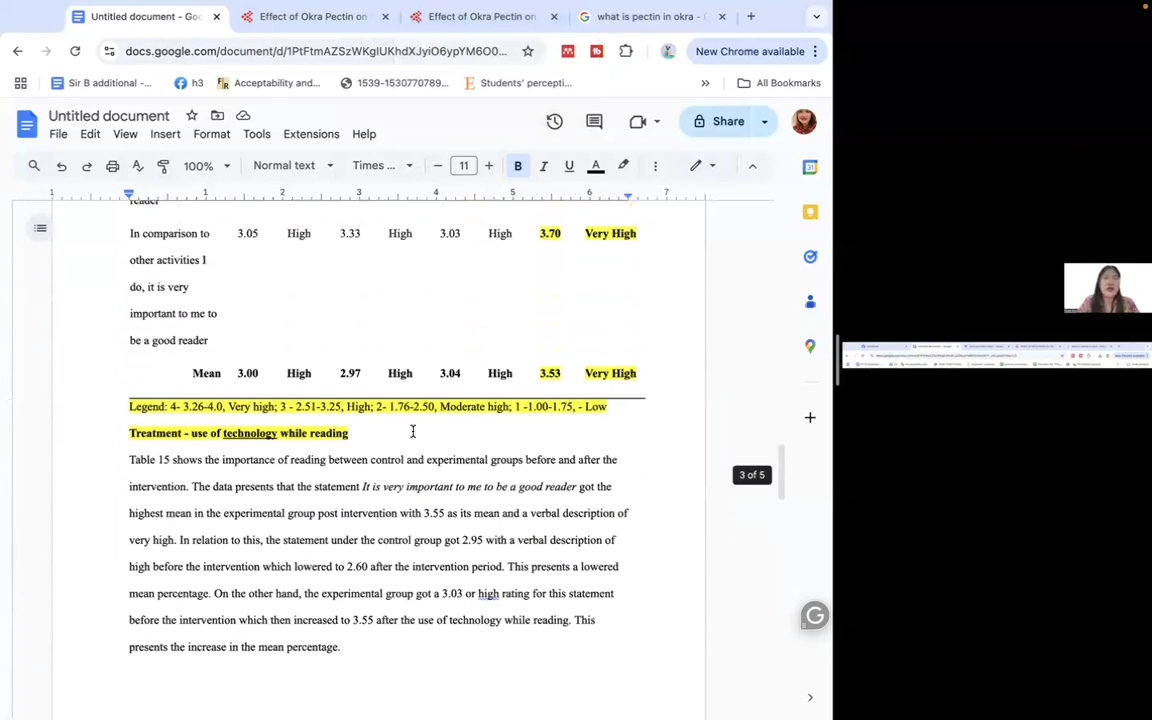 Untitled document - Goo
Effect of Okra Pectin on
Effect of Okra Pectin on
what is pectin in okra -
docs.google.com/document/d/1PtFtmAZSzWKgIUKhdXJyiO6ypYM6O0...
New Chrome available
Sir B additional -...
h3
Acceptability and...
1539-1530770789...
Students' percepti...
All Bookmarks
Untitled document
File Edit View Insert Format Tools Extensions Help
Share
100%
Normal text
Times ...
11
B I U A
1 1 2 3 4 5 6 7
reader
In comparison to 3.05 High 3.33 High 3.03 High 3.70 Very High
other activities I
do, it is very
important to me to
be a good reader
Mean 3.00 High 2.97 High 3.04 High 3.53 Very High
Legend: 4- 3.26-4.0, Very high; 3 - 2.51-3.25, High; 2- 1.76-2.50, Moderate high; 1 -1.00-1.75, - Low
Treatment - use of technology while reading
Table 15 shows the importance of reading between control and experimental groups before and after the
intervention. The data presents that the statement It is very important to me to be a good reader got the
highest mean in the experimental group post intervention with 3.55 as its mean and a verbal description of
very high. In relation to this, the statement under the control group got 2.95 with a verbal description of
high before the intervention which lowered to 2.60 after the intervention period. This presents a lowered
mean percentage. On the other hand, the experimental group got a 3.03 or high rating for this statement
before the intervention which then increased to 3.55 after the use of technology while reading. This
presents the increase in the mean percentage.
3 of 5